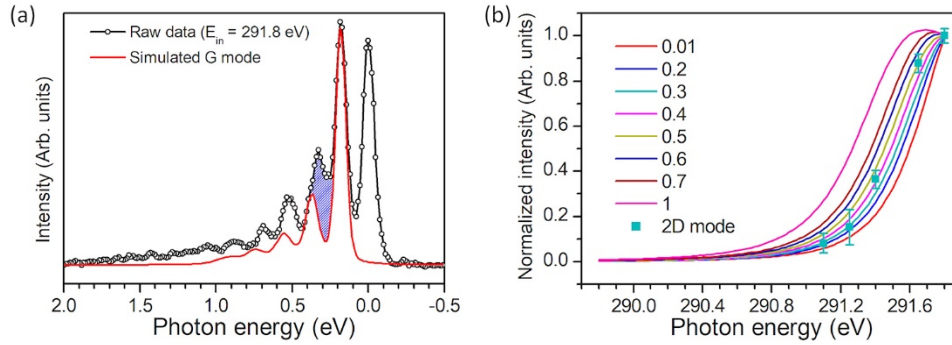 (a)
Raw data (Ein = 291.8 eV)
Simulated G mode
Intensity (Arb. units)
2.0 1.5 1.0 0.5 0.0 -0.5
Photon energy (eV)
(b)
Normalized intensity (Arb. units)
1.0
0.8
0.6
0.4
0.2
0.0
0.01
0.2
0.3
0.4
0.5
0.6
0.7
1
2D mode
290.0 290.4 290.8 291.2 291.6
Photon energy (eV)